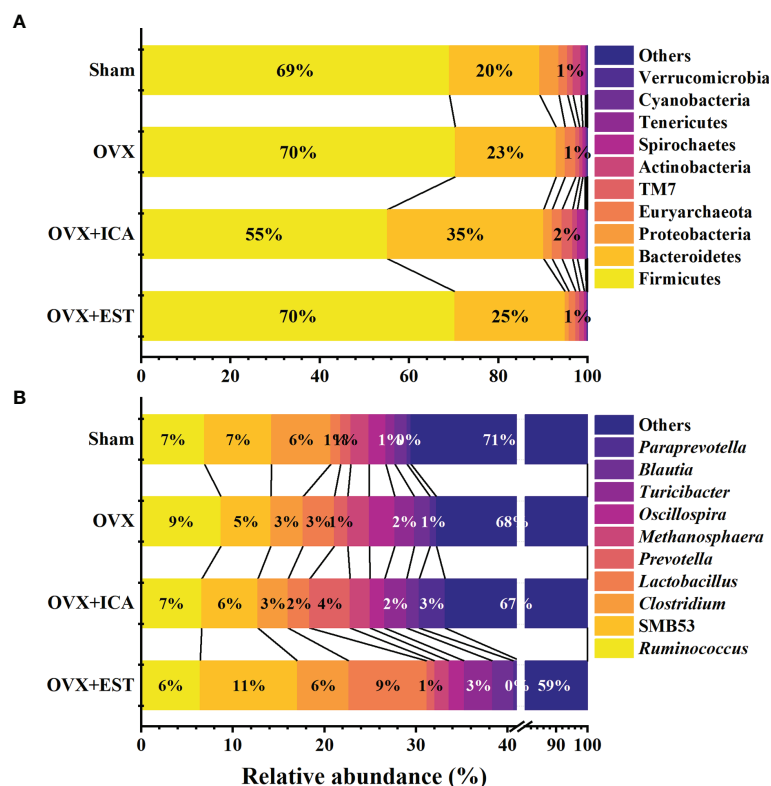 A
Sham 69% 20% 1%
OVX 70% 23% 1%
OVX+ICA 55% 35% 2%
OVX+EST 70% 25% 1%
0 20 40 60 80 100
Others
Verrucomicrobia
Cyanobacteria
Tenericutes
Spirochaetes
Actinobacteria
TM7
Euryarchaeota
Proteobacteria
Bacteroidetes
Firmicutes
B
Sham 7% 7% 6% 1% 1% 1% 0% 71%
OVX 9% 5% 3% 3% 1% 2% 1% 68%
OVX+ICA 7% 6% 3% 2% 4% 2% 3% 67%
OVX+EST 6% 11% 6% 9% 1% 3% 0% 59%
0 10 20 30 40 90 100
Relative abundance (%)
Others
Paraprevotella
Blautia
Turicibacter
Oscillospira
Methanosphaera
Prevotella
Lactobacillus
Clostridium
SMB53
Ruminococcus